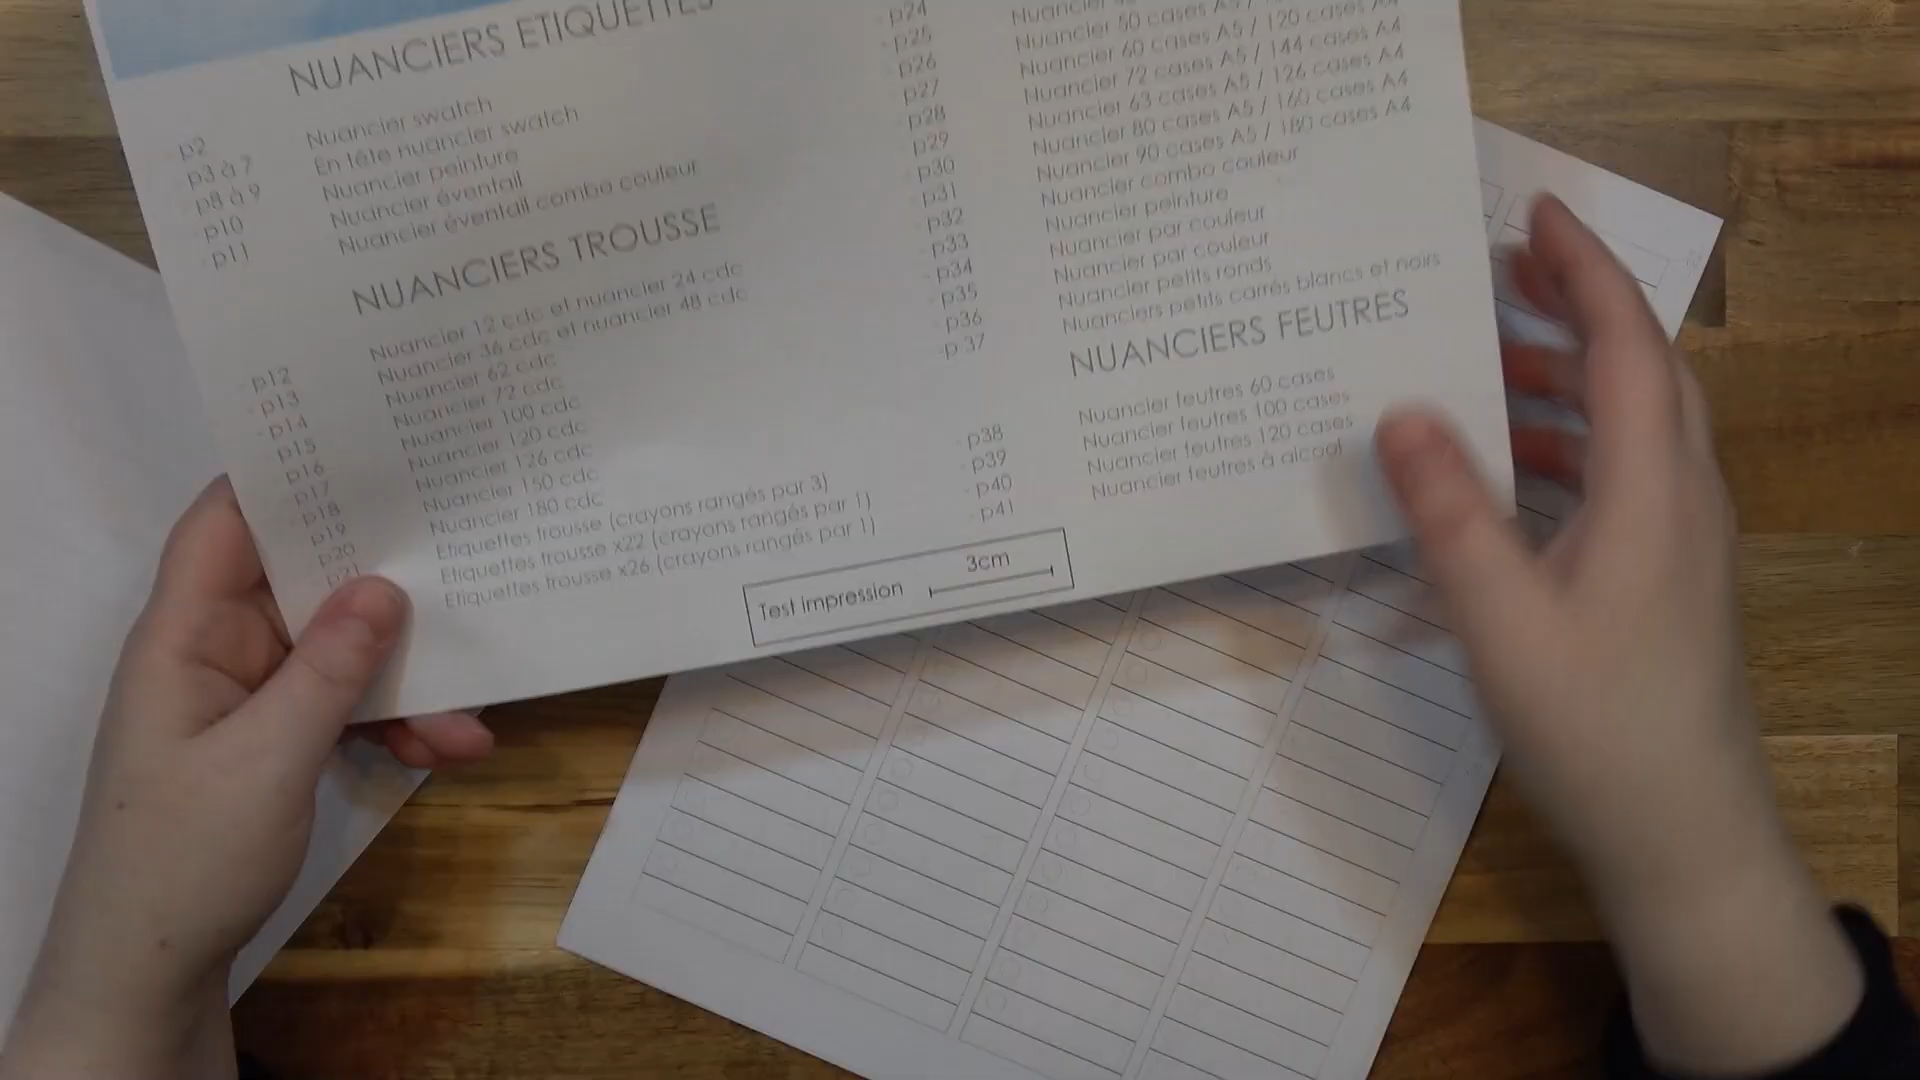 NUANCIERS ETIQUETTES
- p2 Nuancier swatch
- p3 à 7 En tête nuancier swatch
- p8 à 9 Nuancier peinture
- p10 Nuancier éventail
- p11 Nuancier éventail combo couleur
NUANCIERS TROUSSE
- p12 Nuancier 12 cdc et nuancier 24 cdc
- p13 Nuancier 36 cdc et nuancier 48 cdc
- p14 Nuancier 62 cdc
- p15 Nuancier 72 cdc
- p16 Nuancier 100 cdc
- p17 Nuancier 120 cdc
- p18 Nuancier 126 cdc
- p19 Nuancier 150 cdc
- p20 Nuancier 180 cdc
- p21 Etiquettes trousse (crayons rangés par 3)
Etiquettes trousse x22 (crayons rangés par 1)
Etiquettes trousse x26 (crayons rangés par 1)
- p24 Nuancier
- p25 Nuancier 50 cases A5 /
- p26 Nuancier 60 cases A5 / 120 cases A4
- p27 Nuancier 72 cases A5 / 144 cases A4
- p28 Nuancier 63 cases A5 / 126 cases A4
- p29 Nuancier 80 cases A5 / 160 cases A4
- p30 Nuancier 90 cases A5 / 180 cases A4
- p31 Nuancier combo couleur
- p32 Nuancier peinture
- p33 Nuancier par couleur
- p34 Nuancier par couleur
- p35 Nuancier petits ronds
- p36 Nuanciers petits carrés blancs et noirs
- p 37
NUANCIERS FEUTRES
- p38 Nuancier feutres 60 cases
- p39 Nuancier feutres 100 cases
- p40 Nuancier feutres 120 cases
- p41 Nuancier feutres à alcool
Test impression 3cm